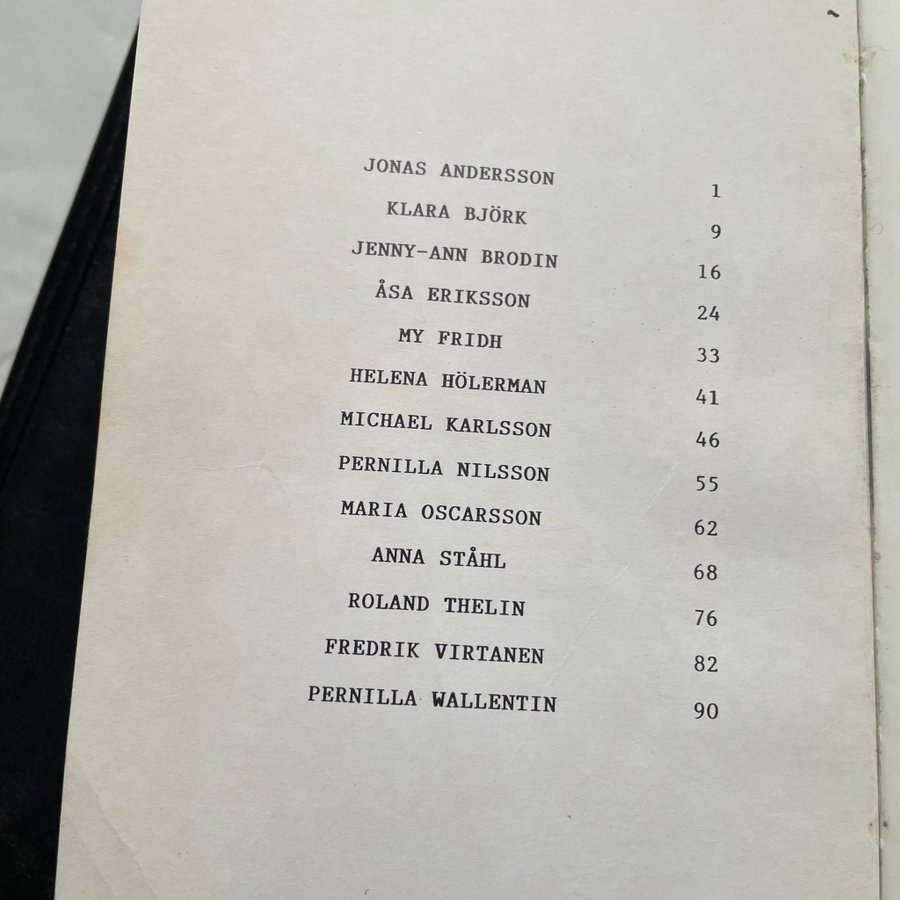 JONAS ANDERSSON 1
KLARA BJÖRK 9
JENNY-ANN BRODIN 16
ÅSA ERIKSSON 24
MY FRIDH 33
HELENA HÖLERMAN 41
MICHAEL KARLSSON 46
PERNILLA NILSSON 55
MARIA OSCARSSON 62
ANNA STÅHL 68
ROLAND THELIN 76
FREDRIK VIRTANEN 82
PERNILLA WALLENTIN 90